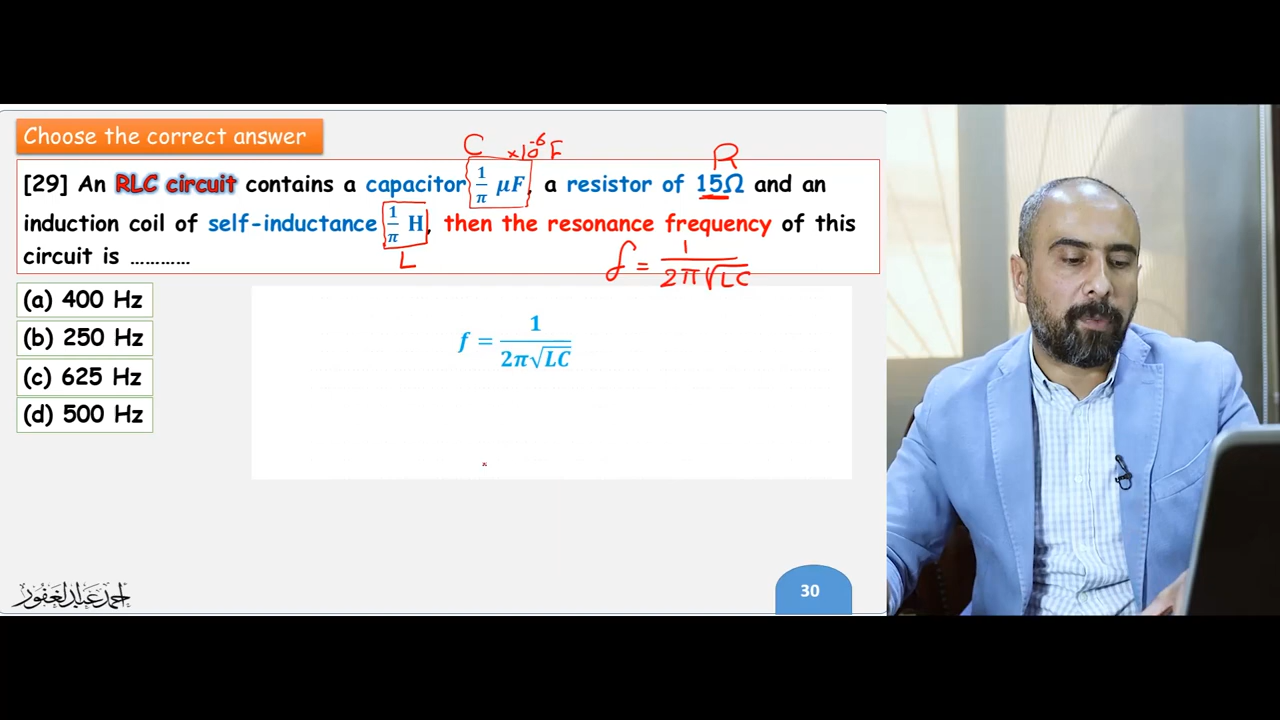 Choose the correct answer
C ×10⁻⁶ F
R
[29] An RLC circuit contains a capacitor 1/π μF, a resistor of 15Ω and an
induction coil of self-inductance 1/π H, then the resonance frequency of this
circuit is ............
L
f = 1/(2π√LC)
(a) 400 Hz
(b) 250 Hz
(c) 625 Hz
(d) 500 Hz
f = 1/(2π√LC)
احمد عبد الغفور
30